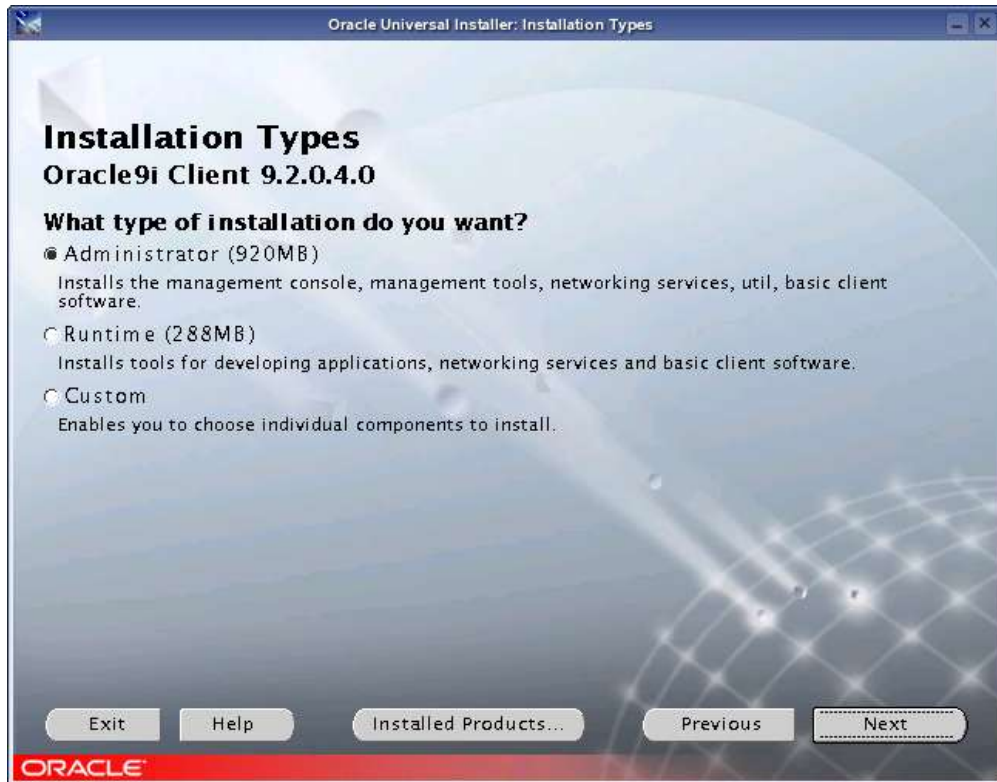 Oracle Universal Installer: Installation Types
Installation Types
Oracle9i Client 9.2.0.4.0
What type of installation do you want?
Administrator (920MB)
Installs the management console, management tools, networking services, util, basic client
software.
Runtime (288MB)
Installs tools for developing applications, networking services and basic client software.
Custom
Enables you to choose individual components to install.
Exit Help Installed Products... Previous Next
ORACLE